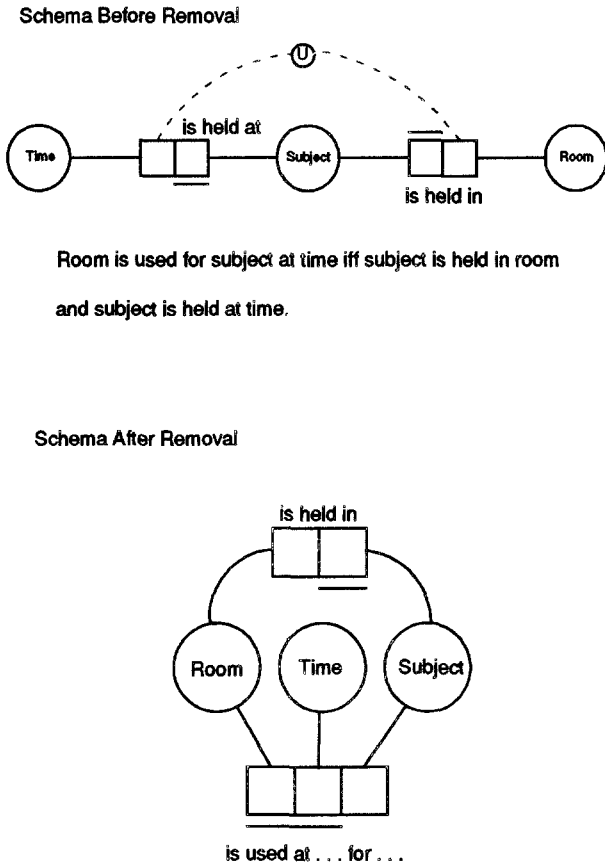 Schema Before Removal
U
is held at
Time
Subject
Room
is held in
Room is used for subject at time iff subject is held in room
and subject is held at time.
Schema After Removal
is held in
Room
Time
Subject
is used at . . . for . . .